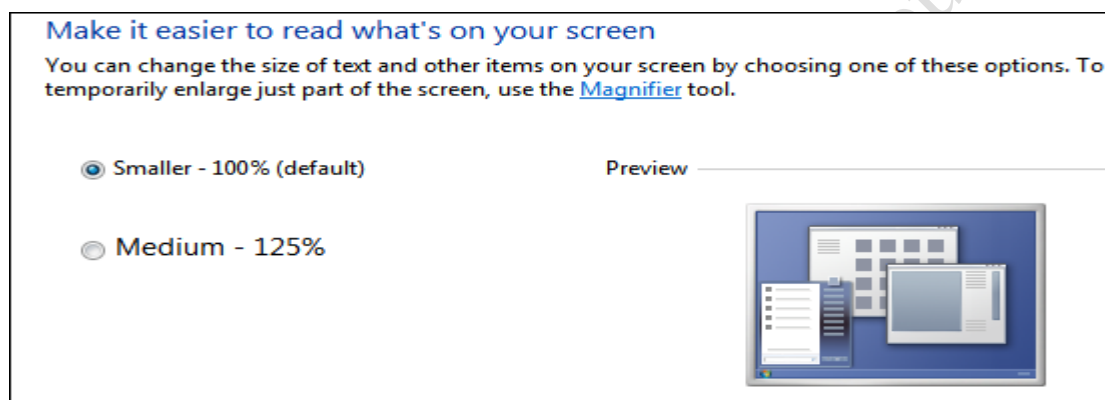 Make it easier to read what's on your screen
You can change the size of text and other items on your screen by choosing one of these options. To
temporarily enlarge just part of the screen, use the Magnifier tool.
Smaller - 100% (default)
Preview
Medium - 125%